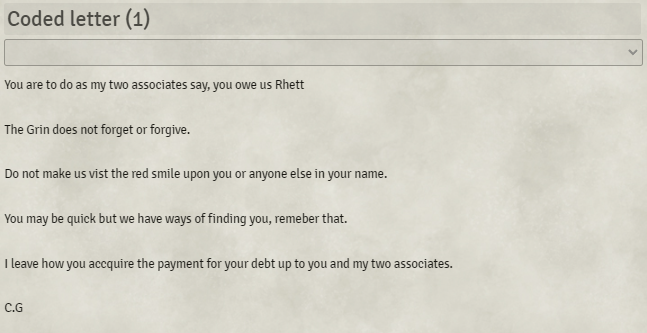 Coded letter (1)
You are to do as my two associates say, you owe us Rhett
The Grin does not forget or forgive.
Do not make us vist the red smile upon you or anyone else in your name.
You may be quick but we have ways of finding you, remeber that.
I leave how you accquire the payment for your debt up to you and my two associates.
C.G